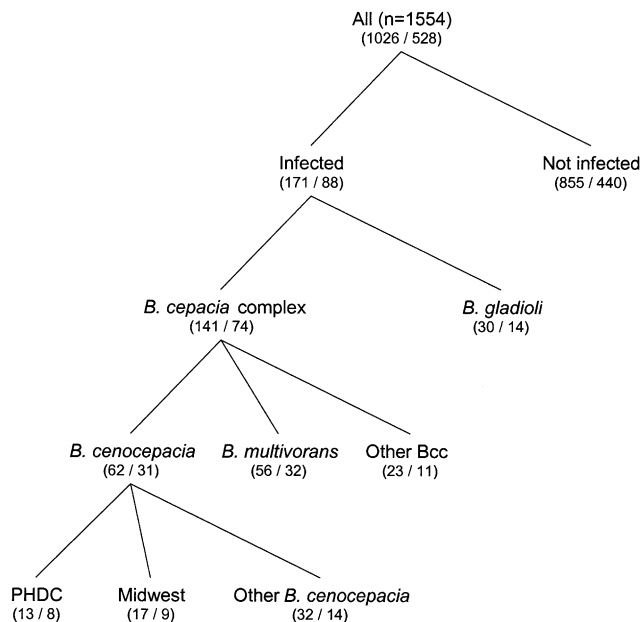 All (n=1554)
(1026 / 528)
Infected Not infected
(171 / 88) (855 / 440)
B. cepacia complex B. gladioli
(141 / 74) (30 / 14)
B. cenocepacia B. multivorans Other Bcc
(62 / 31) (56 / 32) (23 / 11)
PHDC Midwest Other B. cenocepacia
(13 / 8) (17 / 9) (32 / 14)